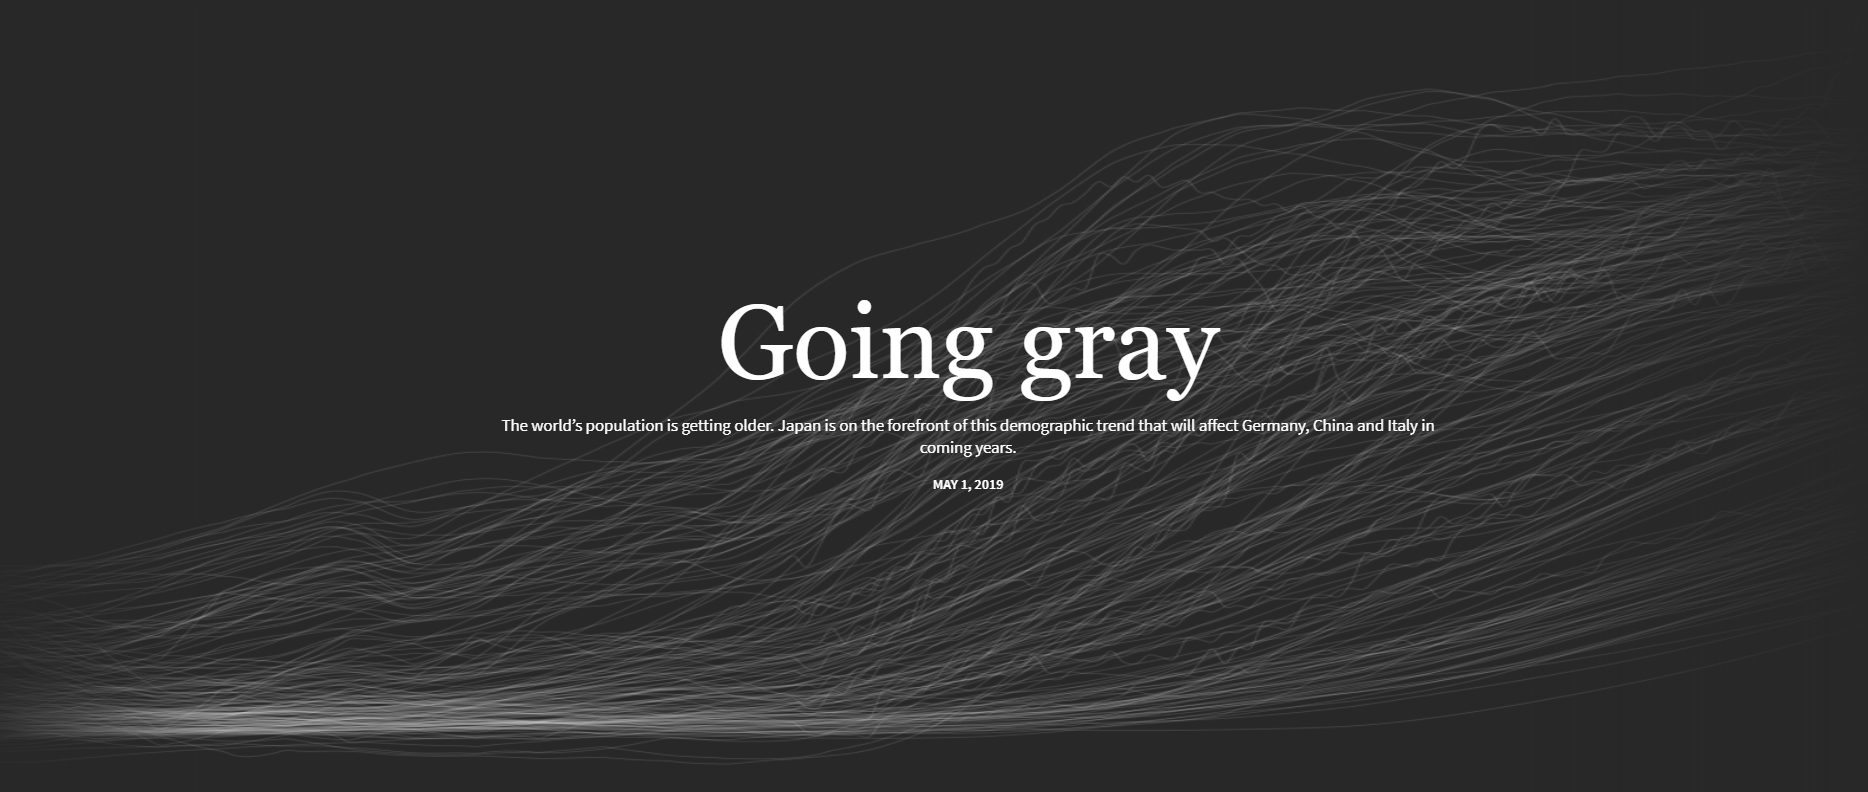 Going gray
The world’s population is getting older. Japan is on the forefront of this demographic trend that will affect Germany, China and Italy in
coming years.
MAY 1, 2019